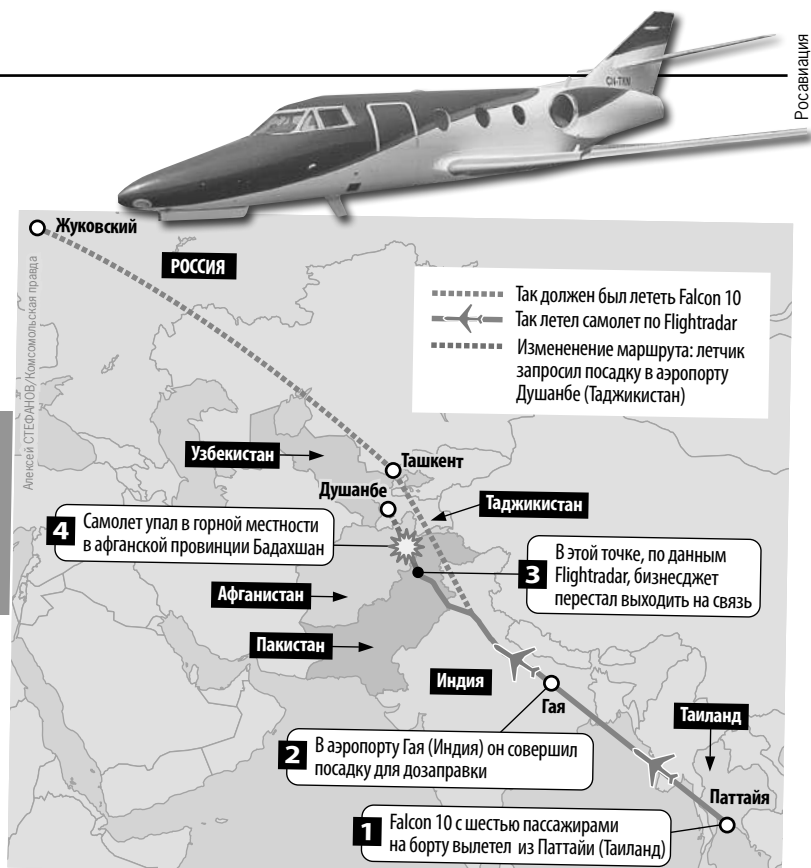 Росавиация
CN-TKN
Жуковский
РОССИЯ
Алексей СТЕФАНОВ/Комсомольская правда
Так должен был лететь Falcon 10
Так летел самолет по Flightradar
Измененение маршрута: летчик
запросил посадку в аэропорту
Душанбе (Таджикистан)
Узбекистан
Ташкент
Душанбе
Таджикистан
4 Самолет упал в горной местности
в афганской провинции Бадахшан
3 В этой точке, по данным
Flightradar, бизнесджет
перестал выходить на связь
Афганистан
Пакистан
Индия
Гая
Таиланд
2 В аэропорту Гая (Индия) он совершил
посадку для дозаправки
Паттайя
1 Falcon 10 с шестью пассажирами
на борту вылетел из Паттайи (Таиланд)